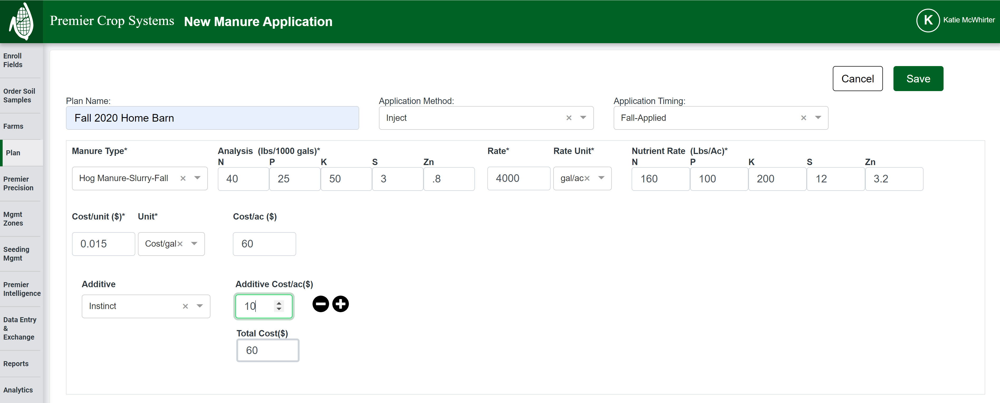 Premier Crop Systems New Manure Application
K Katie McWhirter
Enroll
Fields
Order Soil
Samples
Farms
Plan
Premier
Precision
Mgmt
Zones
Seeding
Mgmt
Premier
Intelligence
Data Entry
&
Exchange
Reports
Analytics
Cancel Save
Plan Name: Application Method: Application Timing:
Fall 2020 Home Barn Inject × Fall-Applied ×
Manure Type* Analysis (lbs/1000 gals)* Rate* Rate Unit* Nutrient Rate (Lbs/Ac)*
N P K S Zn N P K S Zn
Hog Manure-Slurry-Fall × 40 25 50 3 .8 4000 gal/ac× 160 100 200 12 3.2
Cost/unit ($)* Unit* Cost/ac ($)
0.015 Cost/gal× 60
Additive Additive Cost/ac($)
Instinct × 10
Total Cost($)
60